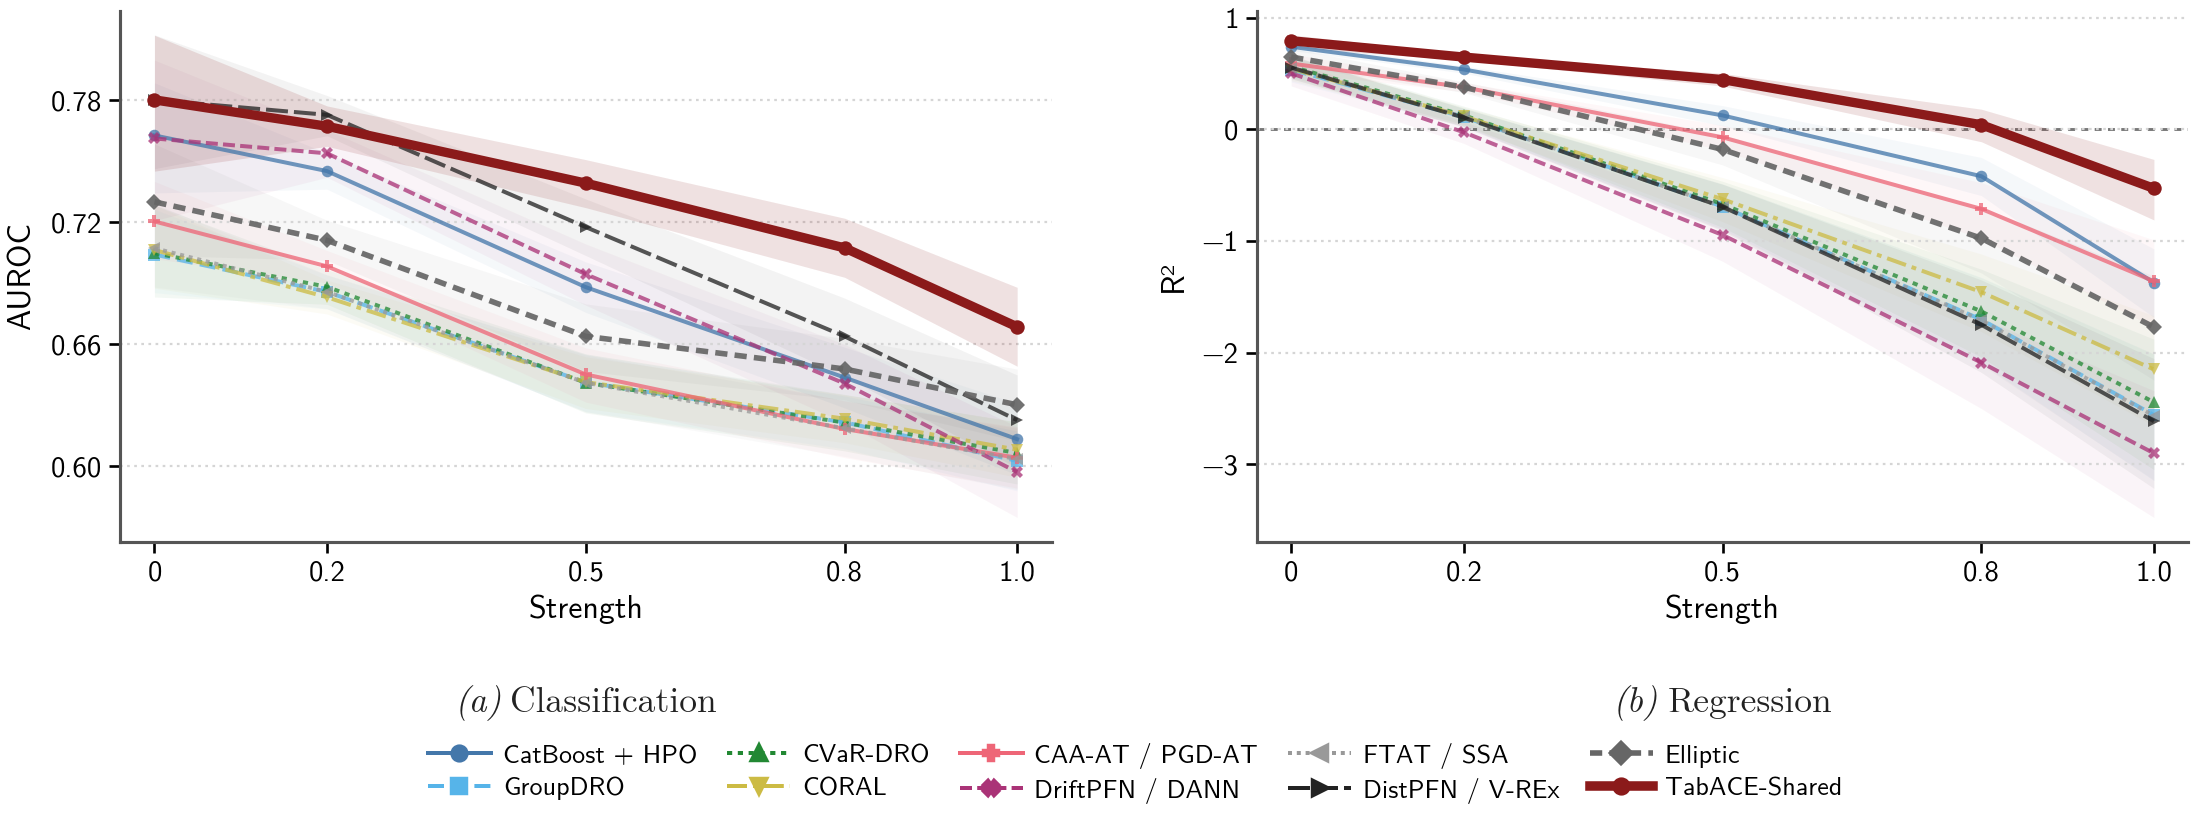 0.78
0.72
0.66
0.60
AUROC
0 0.2 0.5 0.8 1.0
Strength
1
0
−1
−2
−3
R²
0 0.2 0.5 0.8 1.0
Strength
(a) Classification
(b) Regression
CatBoost + HPO CVaR-DRO CAA-AT / PGD-AT FTAT / SSA Elliptic
GroupDRO CORAL DriftPFN / DANN DistPFN / V-REx TabACE-Shared